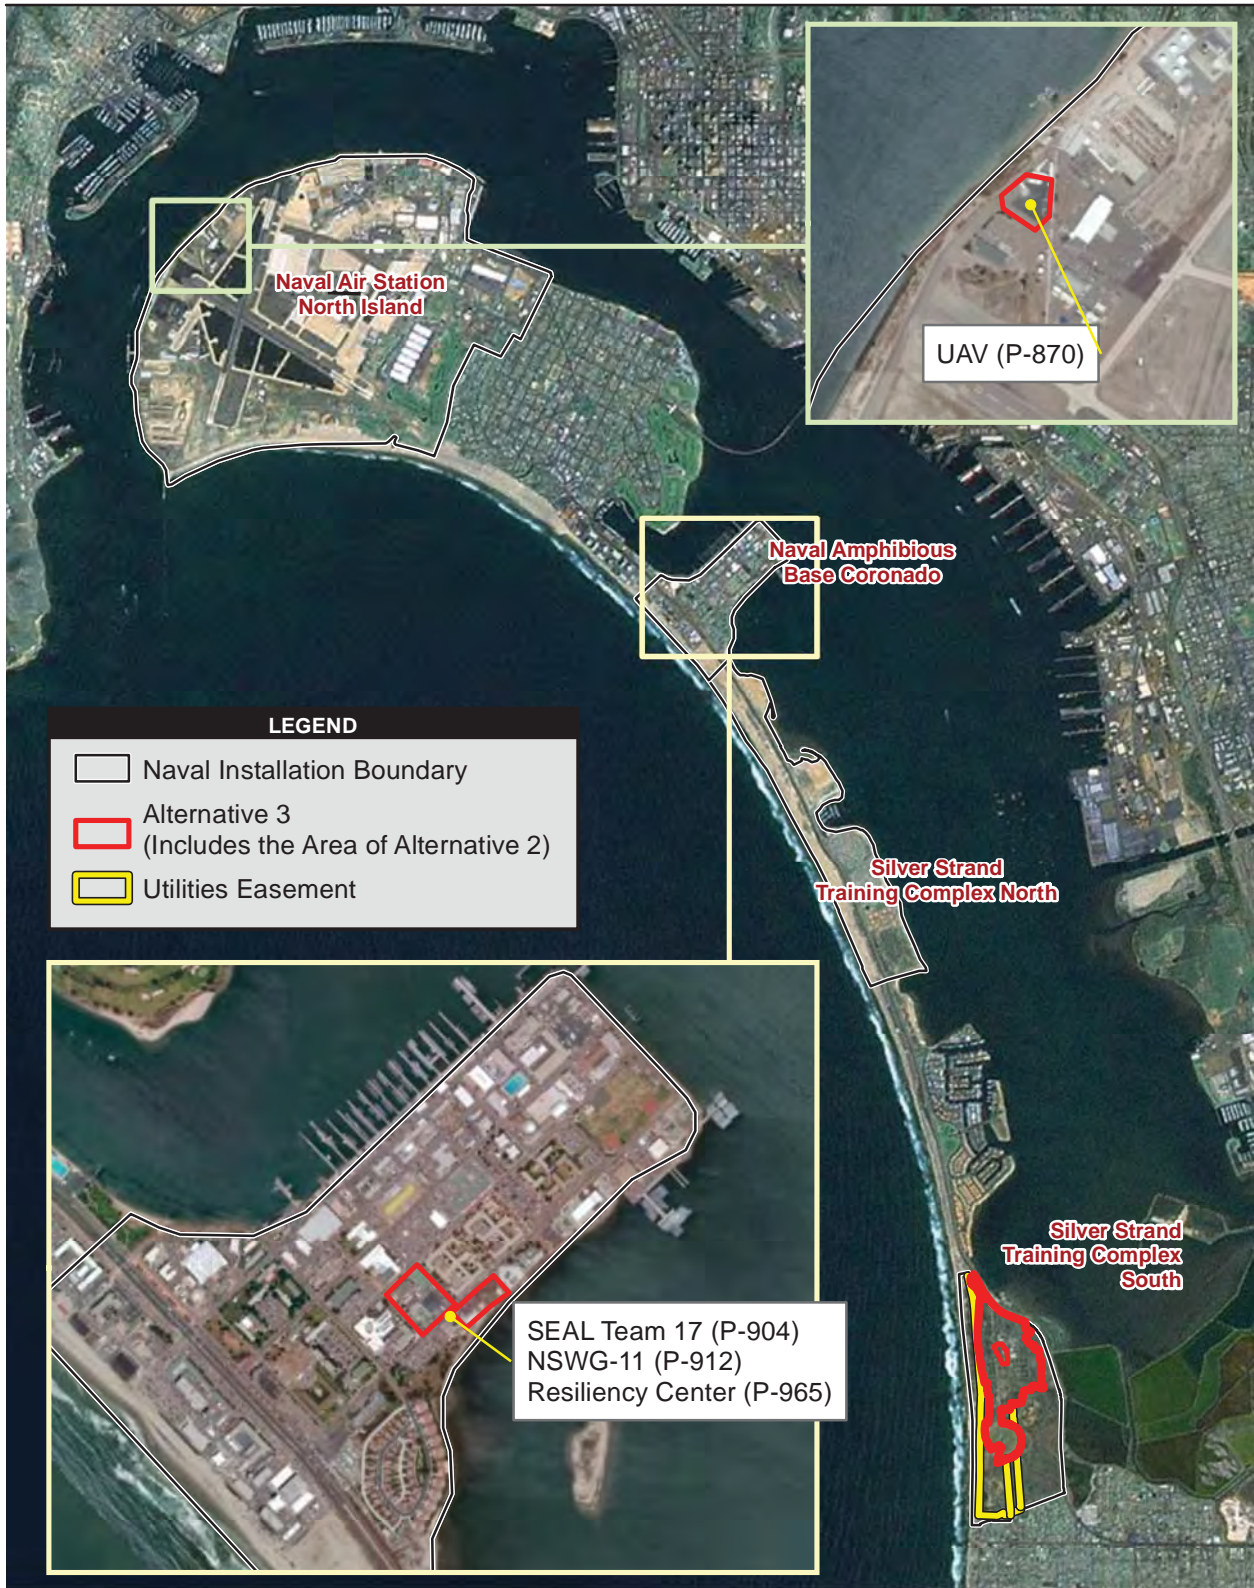 Naval Air Station
North Island
UAV (P-870)
Naval Amphibious
Base Coronado
LEGEND
Naval Installation Boundary
Alternative 3
(Includes the Area of Alternative 2)
Utilities Easement
Silver Strand
Training Complex North
Silver Strand
Training Complex
South
SEAL Team 17 (P-904)
NSWG-11 (P-912)
Resiliency Center (P-965)